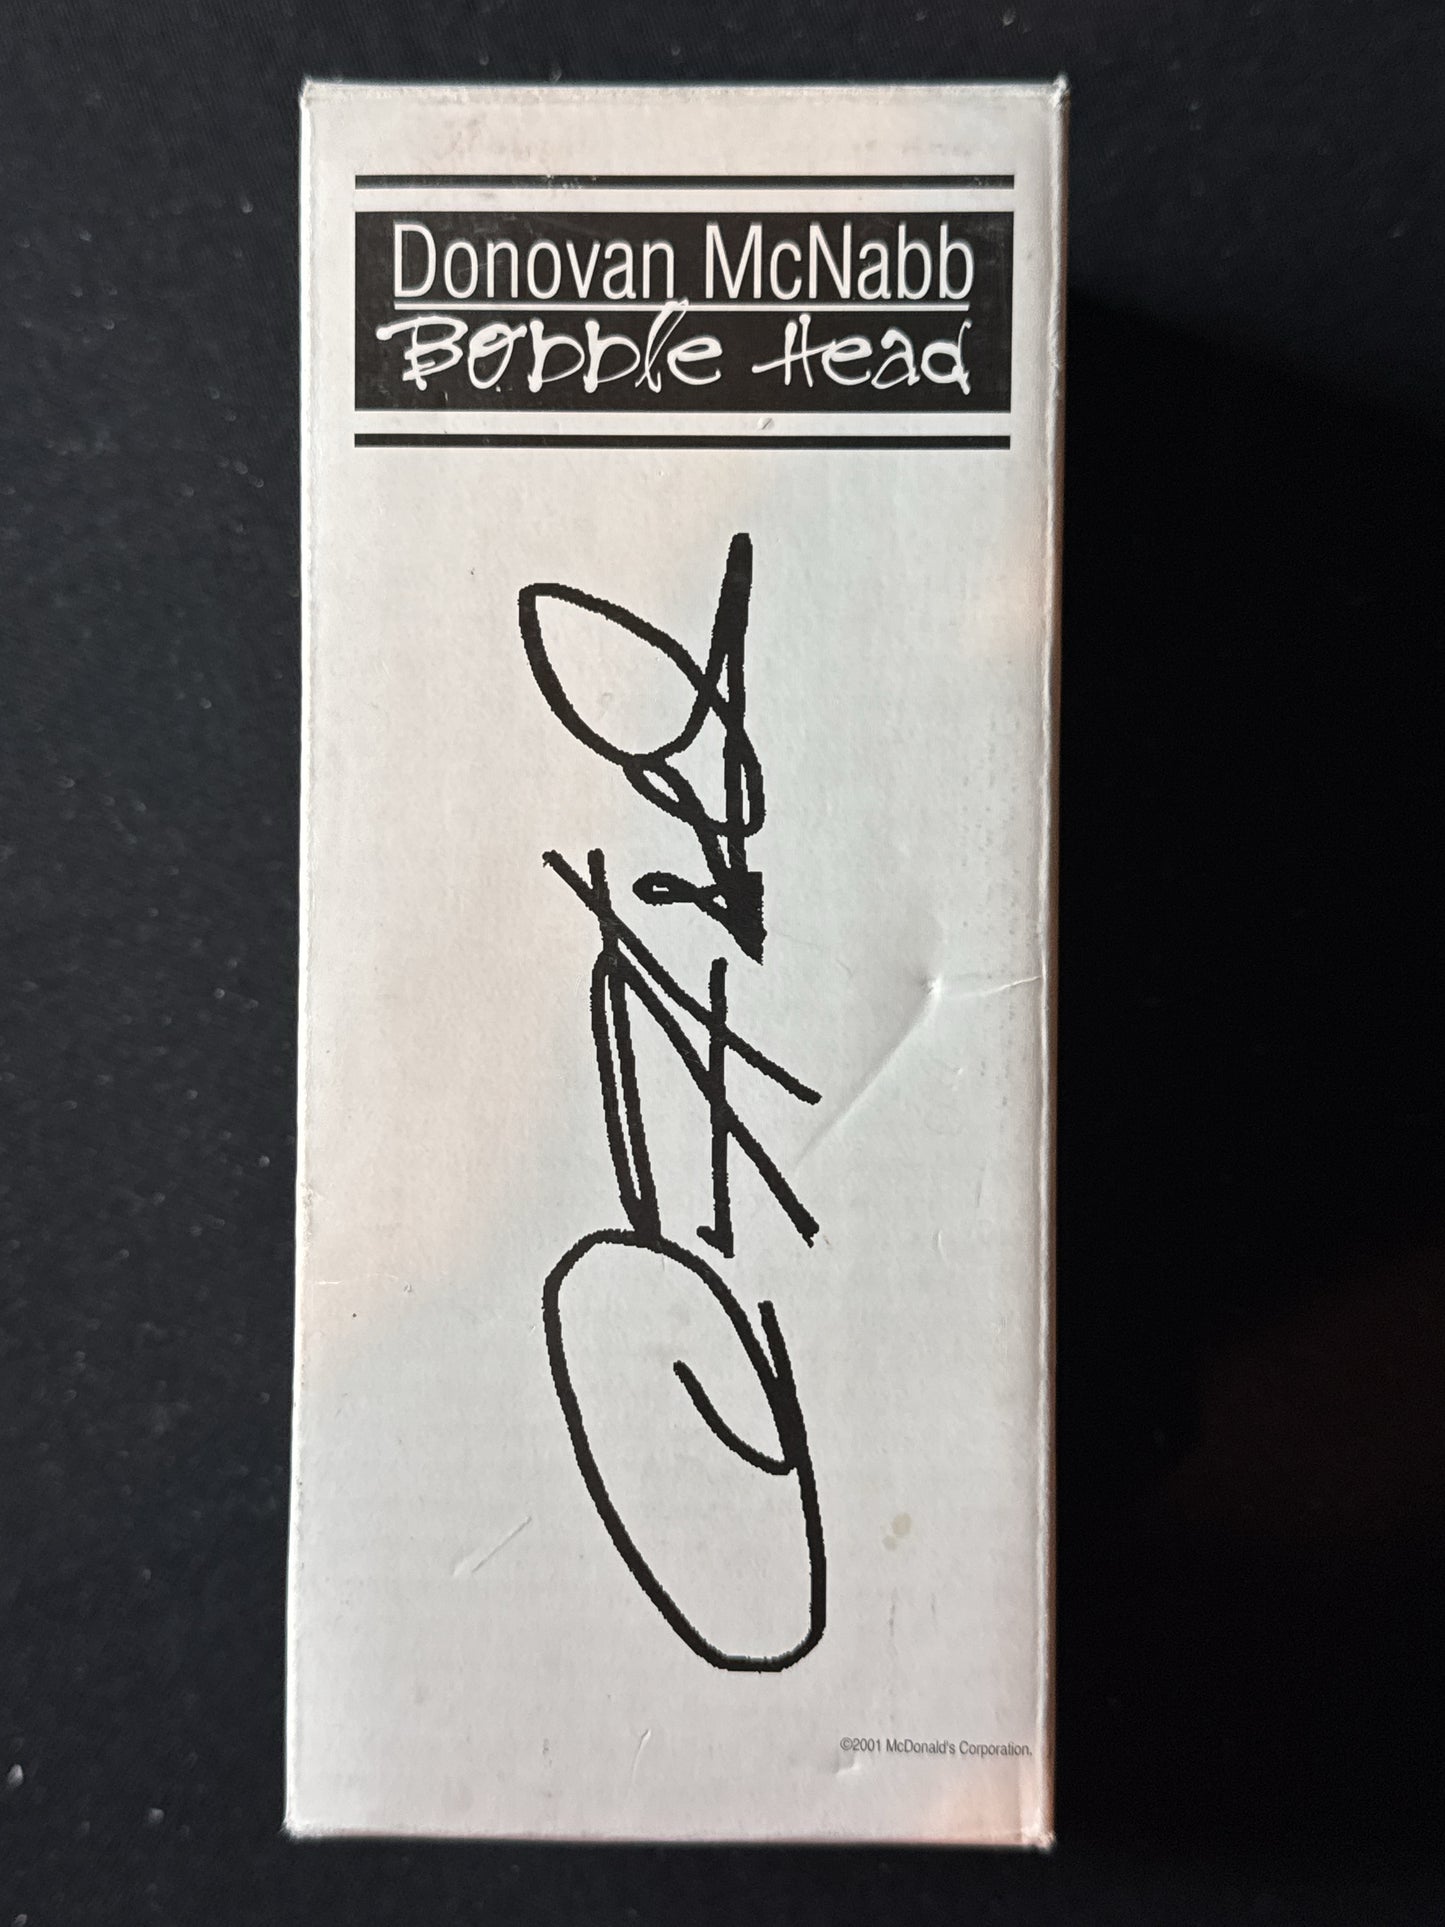 Donovan McNabb
Bobble Head
©2001 McDonald's Corporation.